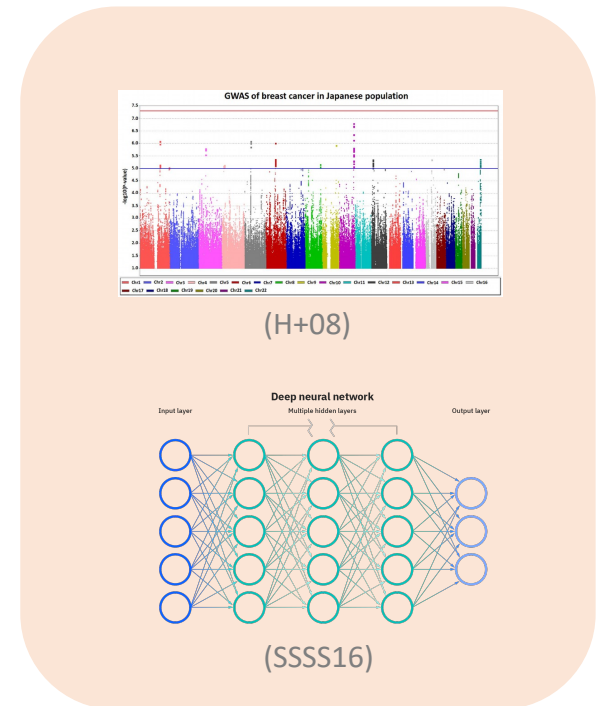 GWAS of breast cancer in Japanese population
7.5
7.0
6.5
6.0
5.5
5.0
4.5
4.0
3.5
3.0
2.5
2.0
1.5
1.0
-log10(P value)
Chr1 Chr2 Chr3 Chr4 Chr5 Chr6 Chr7 Chr8 Chr9 Chr10 Chr11 Chr12 Chr13 Chr14 Chr15 Chr16
Chr17 Chr18 Chr19 Chr20 Chr21 Chr22
(H+08)
Deep neural network
Input layer Multiple hidden layers Output layer
(SSSS16)